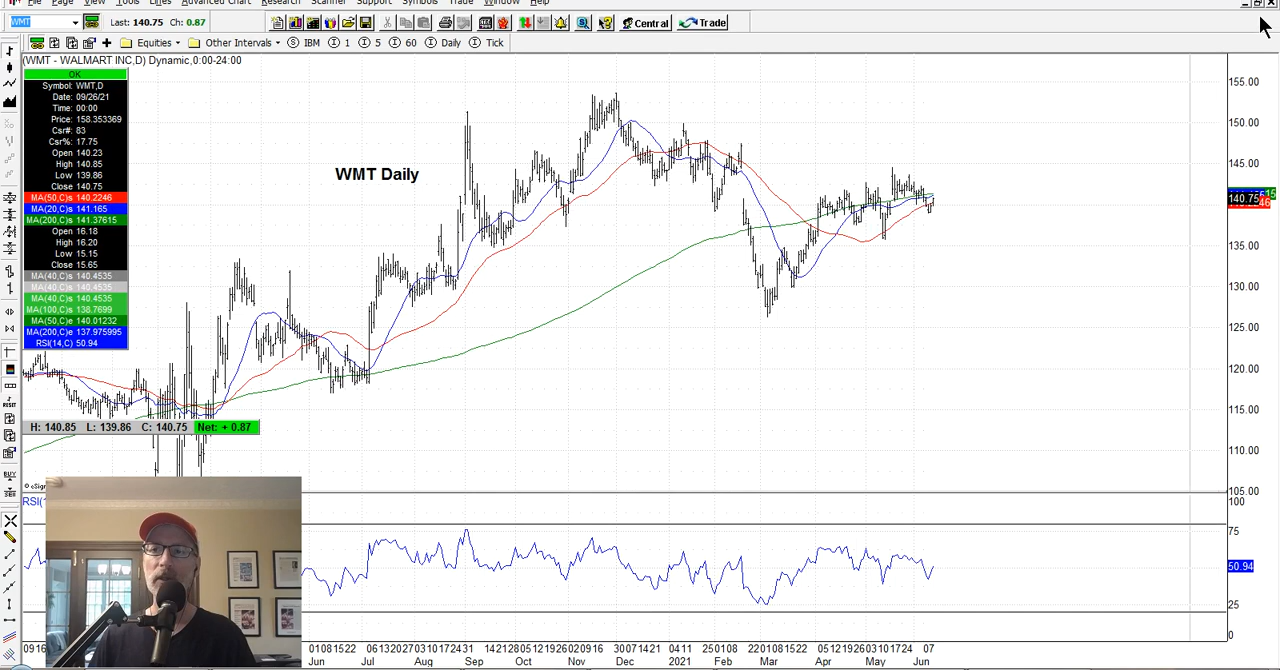 File Page Edit View Tools Lines Advanced Chart Research Scanner Support Symbols Trade Window Help
WMT Last: 140.75 Ch: 0.87 Central Trade
Equities Other Intervals IBM 1 5 60 Daily Tick
(WMT - WALMART INC,D) Dynamic,0:00-24:00
OK
Symbol: WMT,D
Date: 09/26/21
Time: 00:00
Price: 158.353369
Csr#: 83
Csr%: 17.75
Open 140.23
High 140.85
Low 139.86
Close 140.75
MA(50,C)s 140.2246
MA(20,C)s 141.165
MA(200,C)s 141.37615
Open 16.18
High 16.20
Low 15.15
Close 15.65
MA(40,C)s 140.4535
MA(40,C)s 140.4535
MA(40,C)s 140.4535
MA(100,C)s 138.7699
MA(50,C)e 140.01232
MA(200,C)e 137.975995
RSI(14,C) 50.94
WMT Daily
155.00
150.00
145.00
140.75
135.00
130.00
125.00
120.00
115.00
110.00
105.00
H: 140.85 L: 139.86 C: 140.75 Net: + 0.87
RSI(1
100
75
50.94
25
0
RESET
BUY
SELL
Jun Jul Aug Sep Oct Nov Dec 2021 Feb Mar Apr May Jun